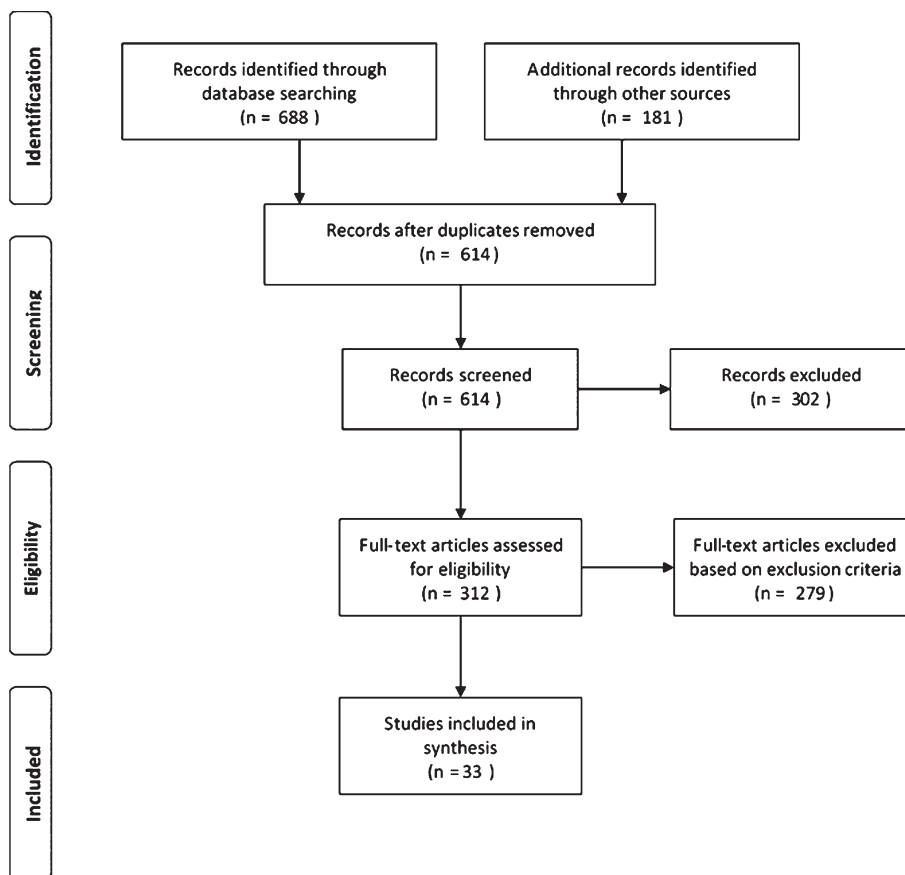 Identification
Records identified through
database searching
(n = 688 )
Additional records identified
through other sources
(n = 181 )
Records after duplicates removed
(n = 614 )
Screening
Records screened
(n = 614 )
Records excluded
(n = 302 )
Eligibility
Full-text articles assessed
for eligibility
(n = 312 )
Full-text articles excluded
based on exclusion criteria
(n = 279 )
Included
Studies included in
synthesis
(n = 33 )